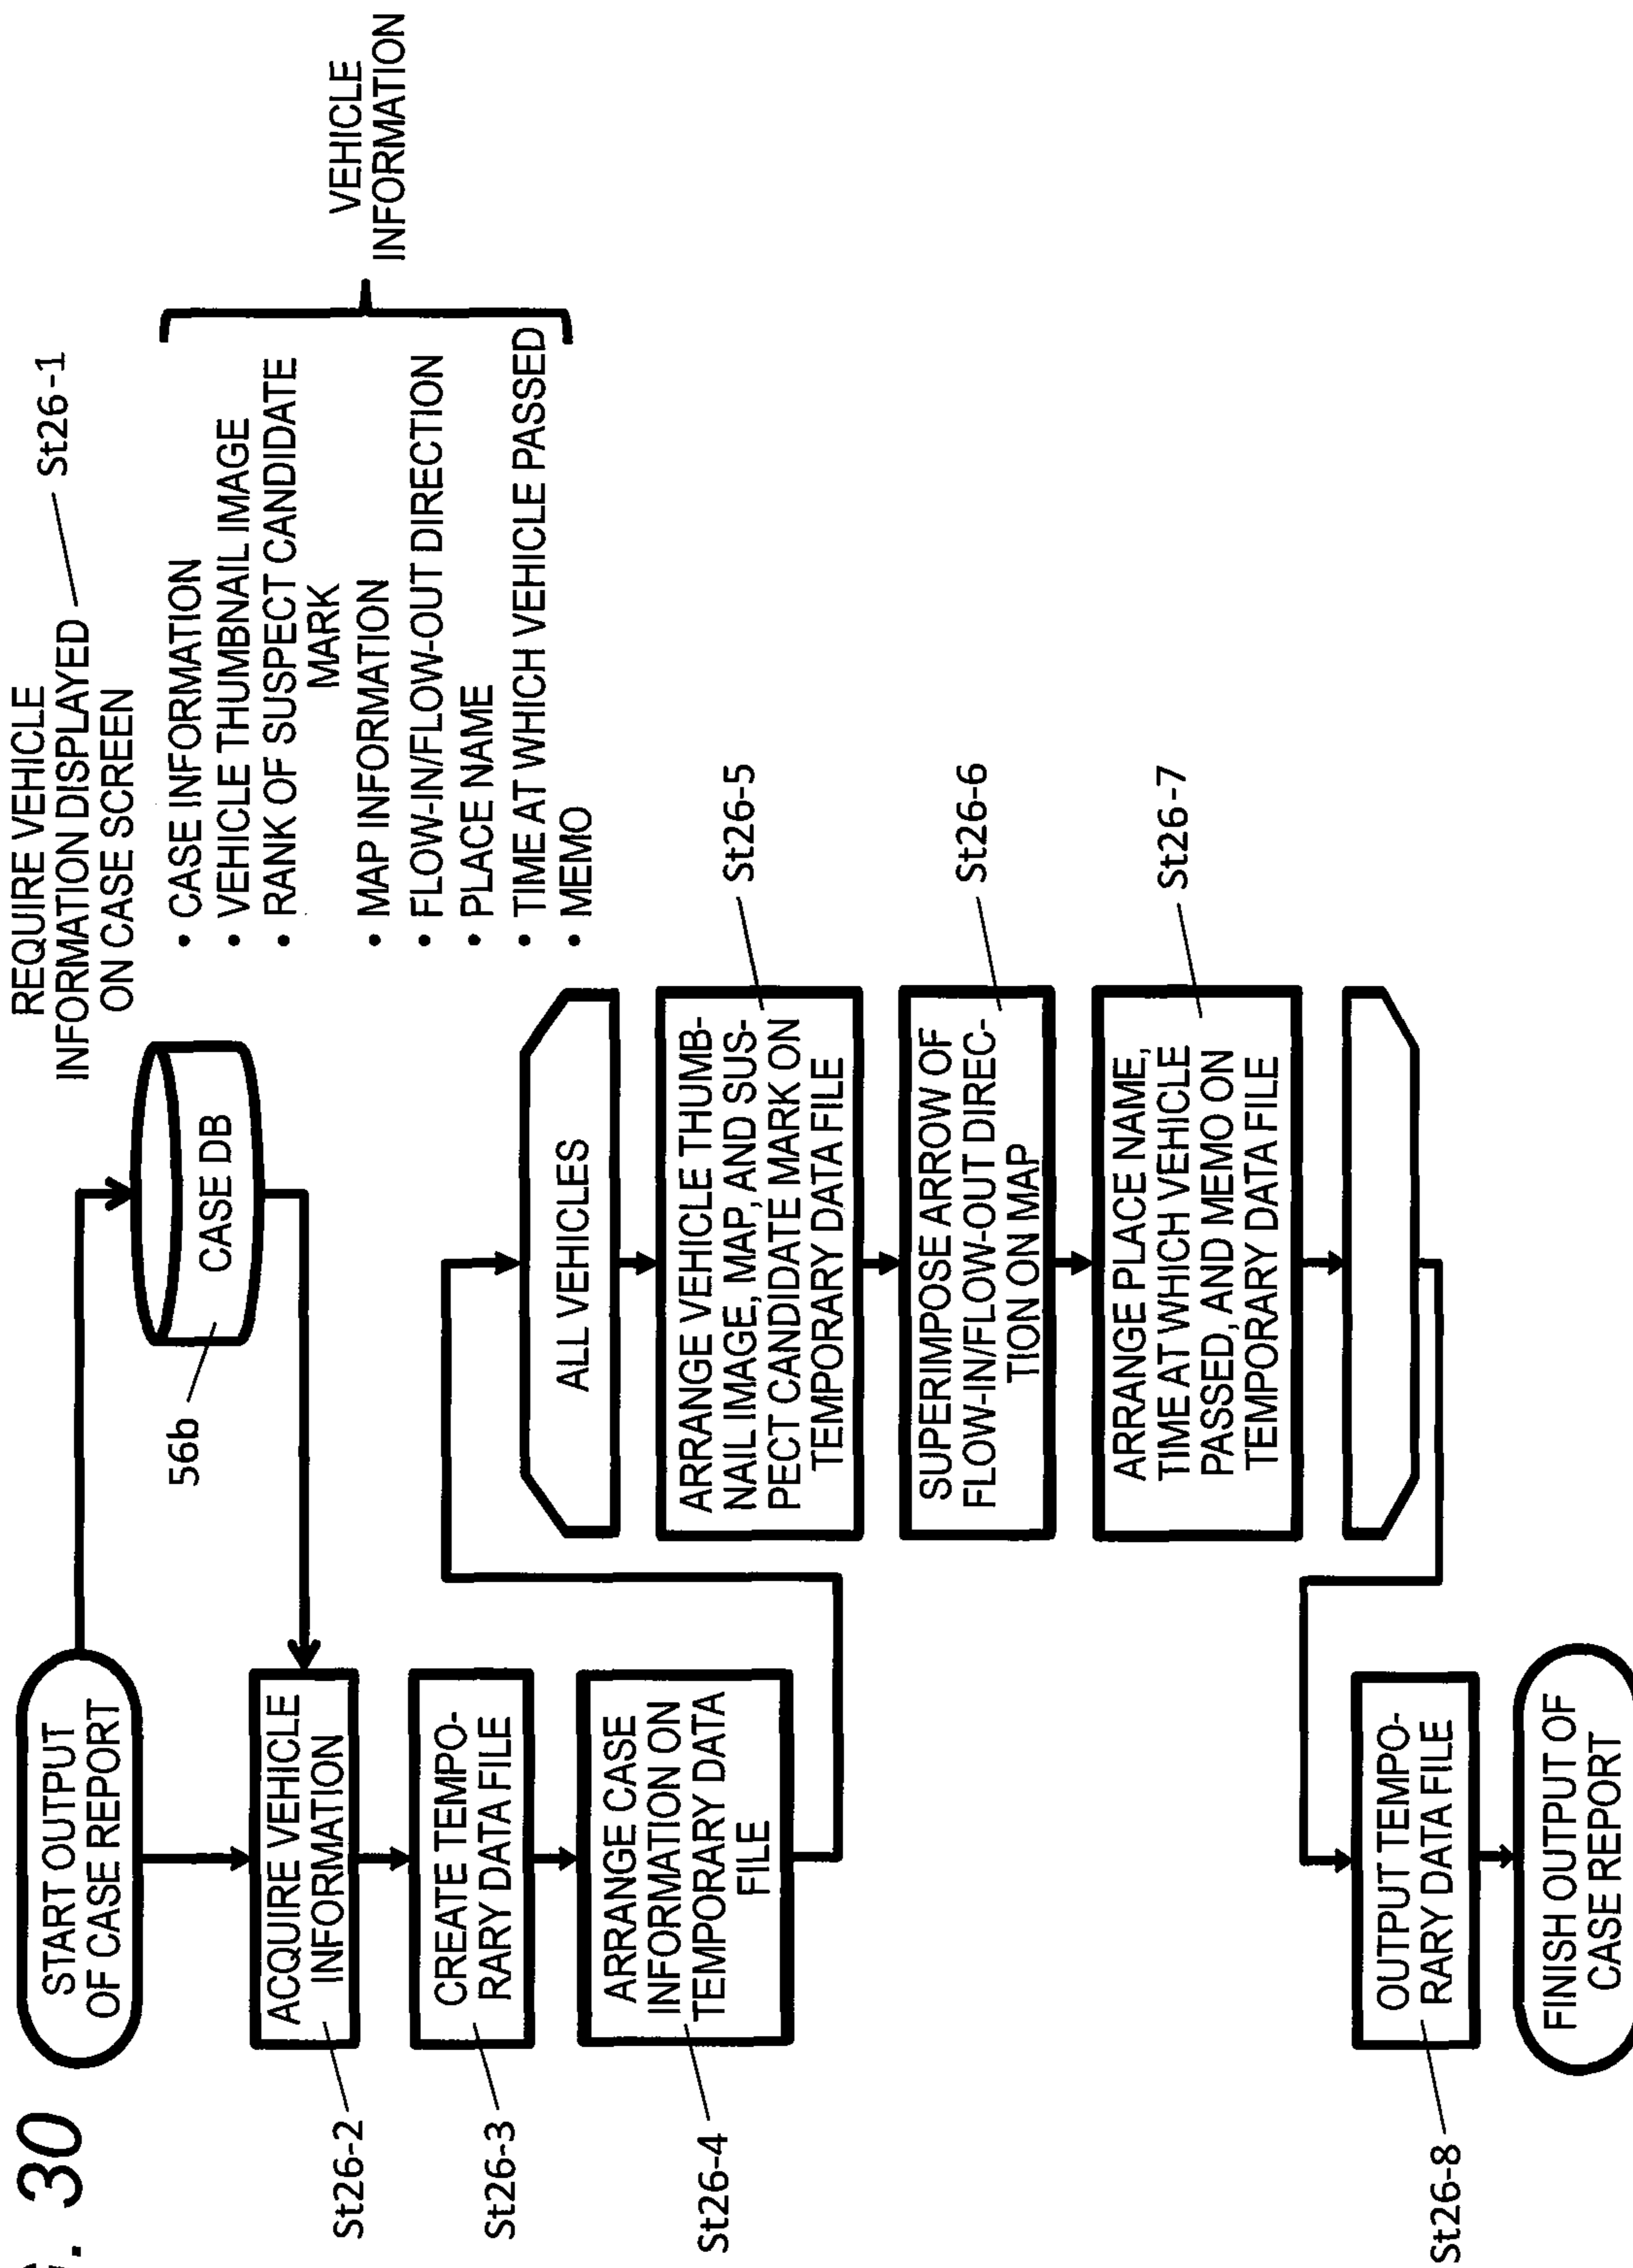 G. 30
START OUTPUT
OF CASE REPORT
REQUIRE VEHICLE
INFORMATION DISPLAYED
ON CASE SCREEN
St26-1
CASE DB
56b
• CASE INFORMATION
• VEHICLE THUMBNAIL IMAGE
• RANK OF SUSPECT CANDIDATE
MARK
• MAP INFORMATION
• FLOW-IN/FLOW-OUT DIRECTION
• PLACE NAME
• TIME AT WHICH VEHICLE PASSED
• MEMO
VEHICLE
INFORMATION
ACQUIRE VEHICLE
INFORMATION
St26-2
CREATE TEMPO-
RARY DATA FILE
St26-3
ARRANGE CASE
INFORMATION ON
TEMPORARY DATA
FILE
St26-4
ALL VEHICLES
ARRANGE VEHICLE THUMB-
NAIL IMAGE, MAP, AND SUS-
PECT CANDIDATE MARK ON
TEMPORARY DATA FILE
St26-5
SUPERIMPOSE ARROW OF
FLOW-IN/FLOW-OUT DIREC-
TION ON MAP
St26-6
ARRANGE PLACE NAME,
TIME AT WHICH VEHICLE
PASSED, AND MEMO ON
TEMPORARY DATA FILE
St26-7
OUTPUT TEMPO-
RARY DATA FILE
St26-8
FINISH OUTPUT OF
CASE REPORT